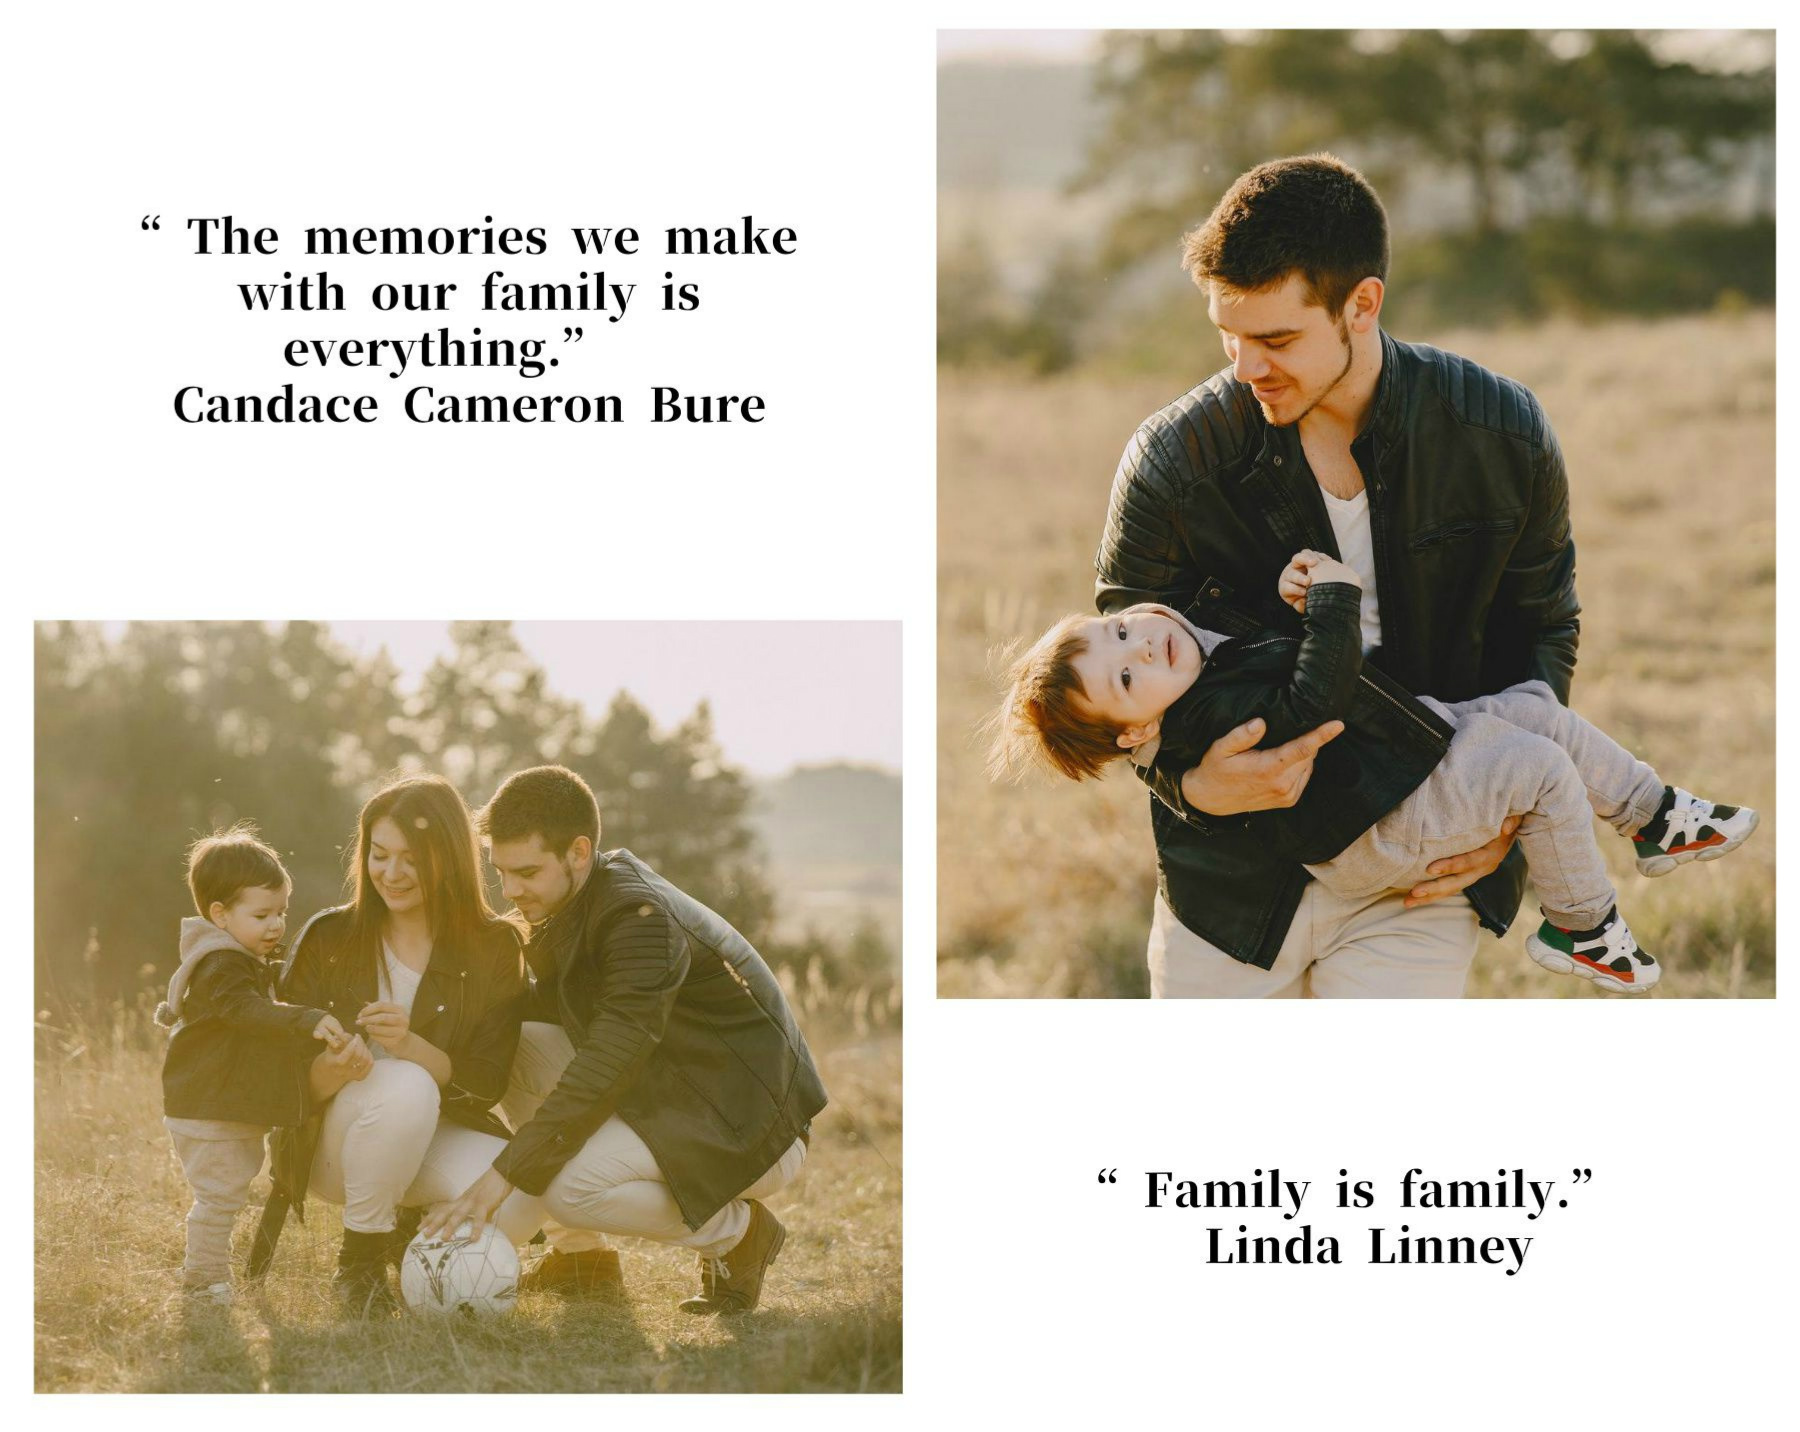 “ The memories we make
with our family is
everything.”
Candace Cameron Bure
“ Family is family.”
Linda Linney